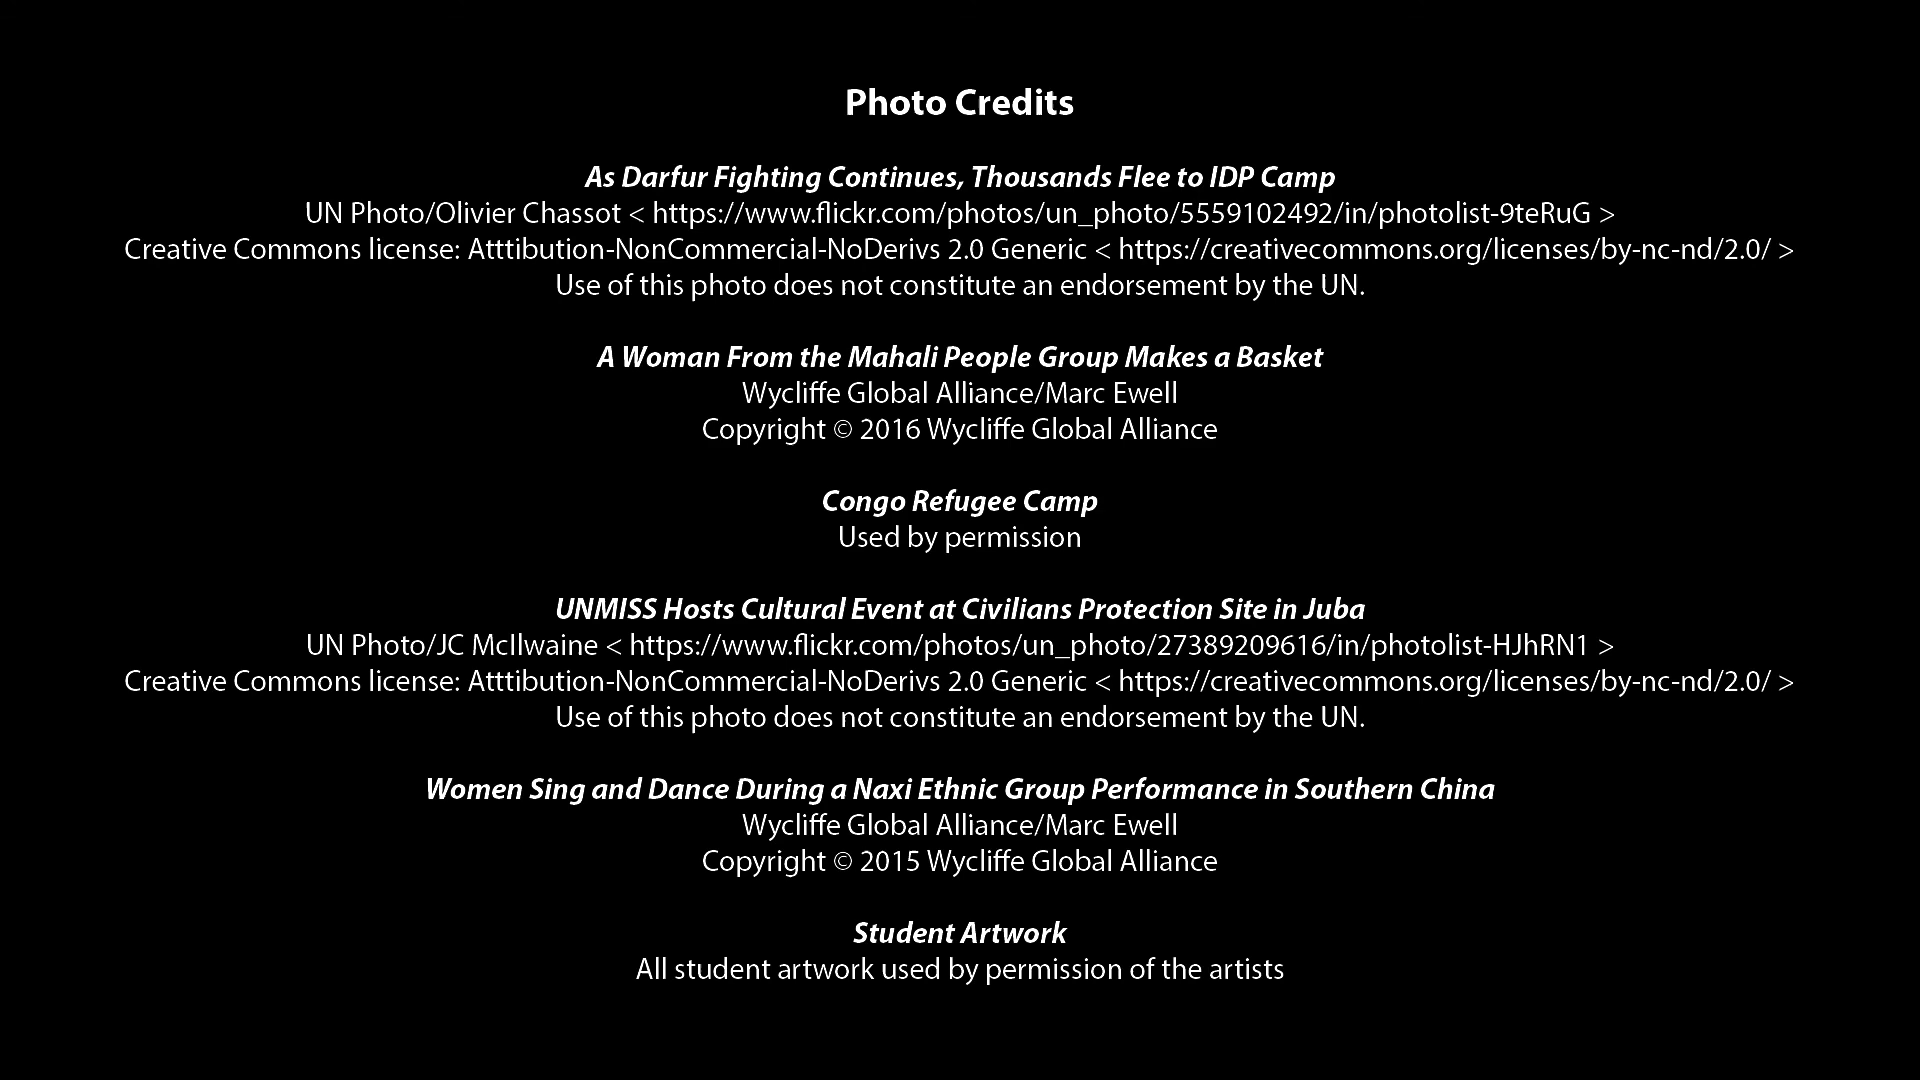 Photo Credits
As Darfur Fighting Continues, Thousands Flee to IDP Camp
UN Photo/Olivier Chassot < https://www.flickr.com/photos/un_photo/5559102492/in/photolist-9teRuG >
Creative Commons license: Atttibution-NonCommercial-NoDerivs 2.0 Generic < https://creativecommons.org/licenses/by-nc-nd/2.0/ >
Use of this photo does not constitute an endorsement by the UN.
A Woman From the Mahali People Group Makes a Basket
Wycliffe Global Alliance/Marc Ewell
Copyright © 2016 Wycliffe Global Alliance
Congo Refugee Camp
Used by permission
UNMISS Hosts Cultural Event at Civilians Protection Site in Juba
UN Photo/JC McIlwaine < https://www.flickr.com/photos/un_photo/27389209616/in/photolist-HJhRN1 >
Creative Commons license: Atttibution-NonCommercial-NoDerivs 2.0 Generic < https://creativecommons.org/licenses/by-nc-nd/2.0/ >
Use of this photo does not constitute an endorsement by the UN.
Women Sing and Dance During a Naxi Ethnic Group Performance in Southern China
Wycliffe Global Alliance/Marc Ewell
Copyright © 2015 Wycliffe Global Alliance
Student Artwork
All student artwork used by permission of the artists